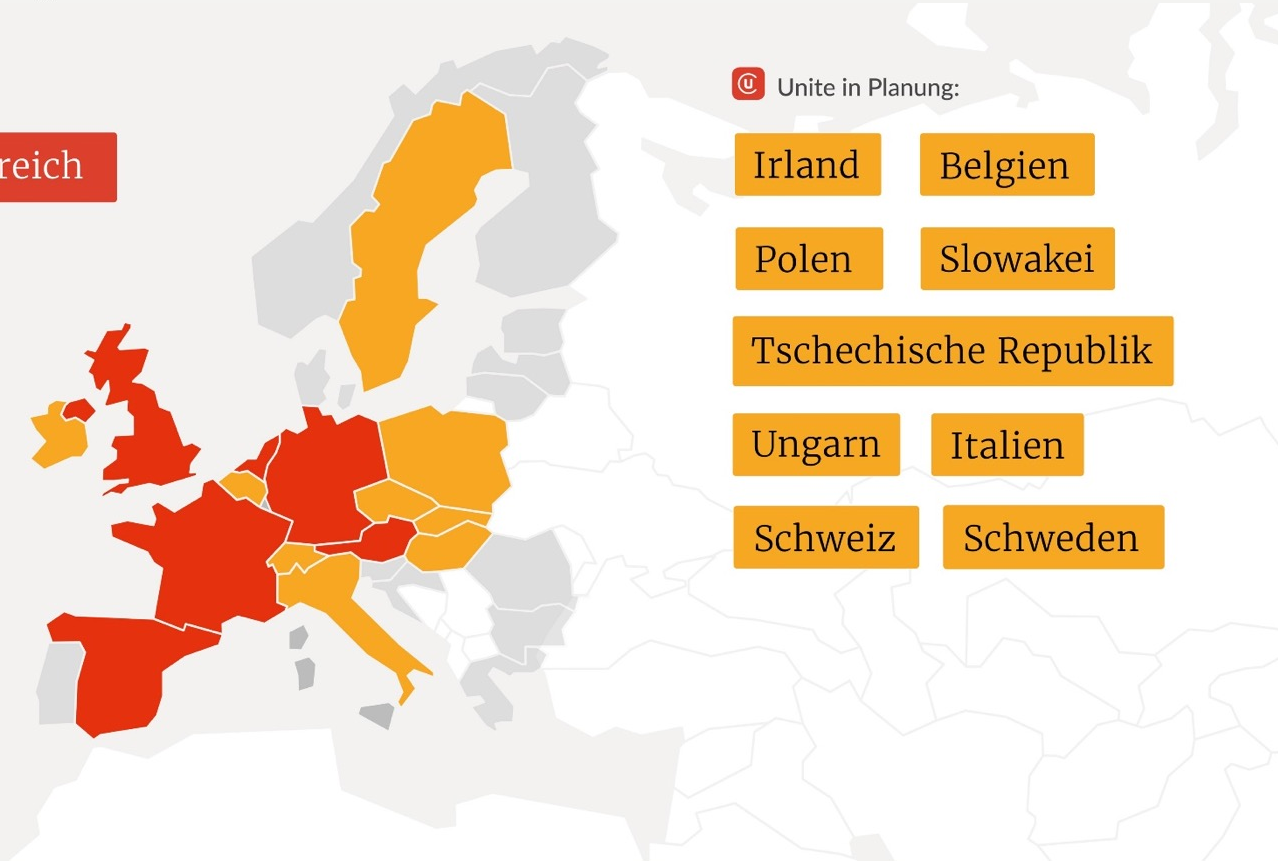 reich
Unite in Planung:
Irland
Belgien
Polen
Slowakei
Tschechische Republik
Ungarn
Italien
Schweiz
Schweden